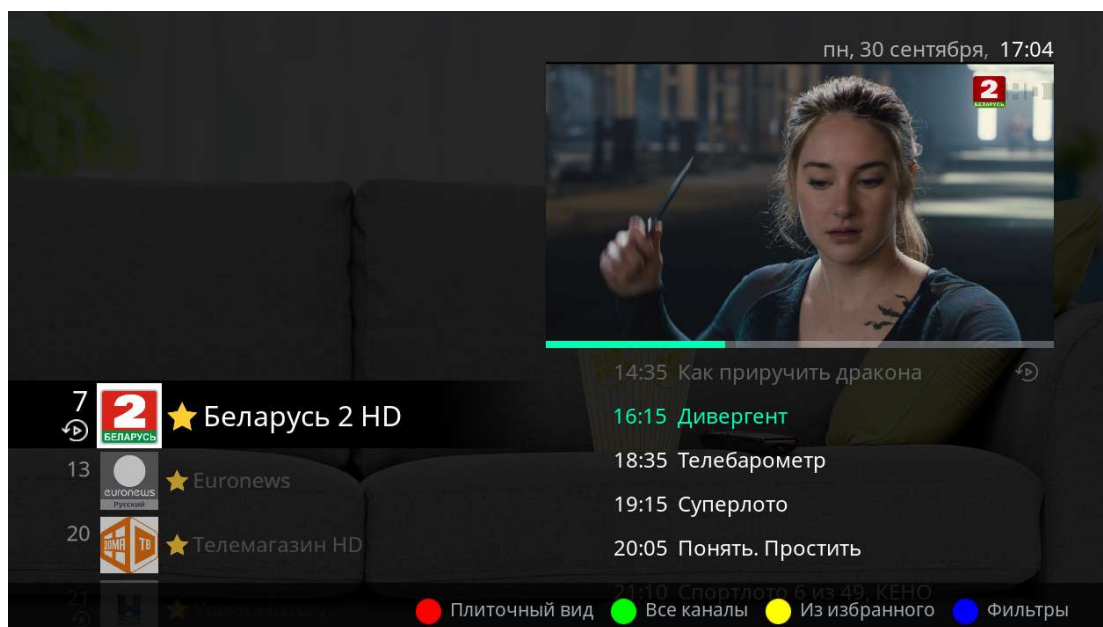 пн, 30 сентября, 17:04
2
БЕЛАРУСЬ
14:35 Как приручить дракона
7
2
БЕЛАРУСЬ
Беларусь 2 HD
16:15 Дивергент
18:35 Телебарометр
13
euronews
Русский
Euronews
19:15 Суперлото
20
ТВ
Телемагазин HD
20:05 Понять. Простить
21
21:10 Спортлото 6 из 49, КЕНО
Плиточный вид
Все каналы
Из избранного
Фильтры